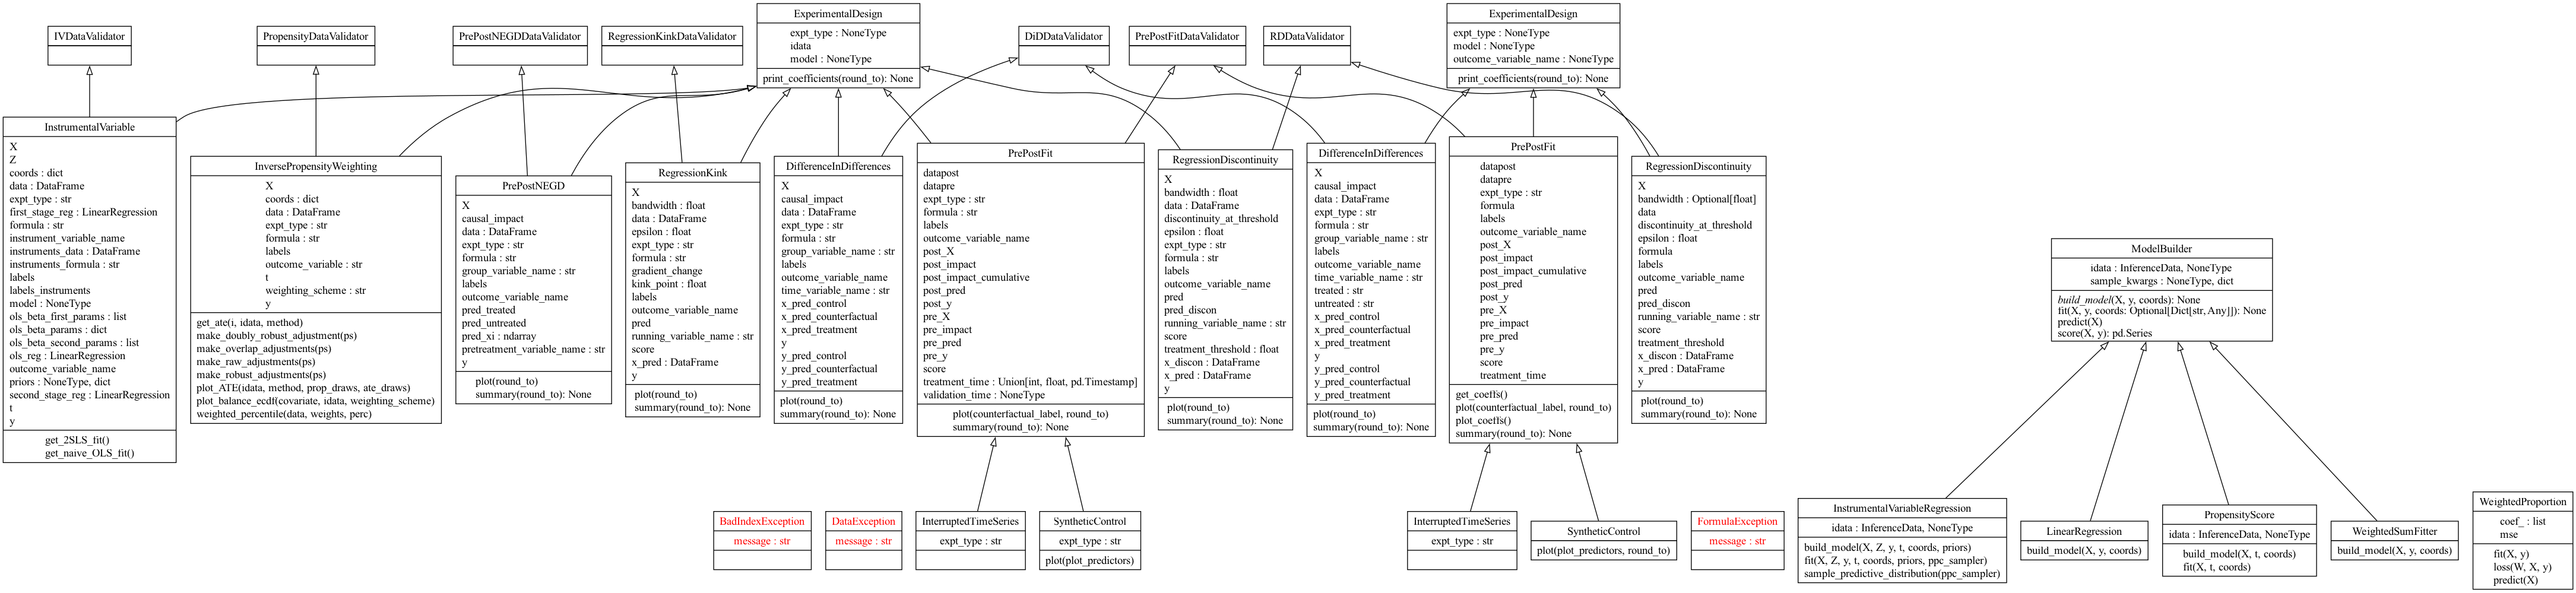 IVDataValidator
PropensityDataValidator
PrePostNEGDDataValidator
RegressionKinkDataValidator
ExperimentalDesign
expt_type : NoneType
idata
model : NoneType
print_coefficients(round_to): None
DiDDataValidator
PrePostFitDataValidator
RDDataValidator
ExperimentalDesign
expt_type : NoneType
model : NoneType
outcome_variable_name : NoneType
print_coefficients(round_to): None
InstrumentalVariable
X
Z
coords : dict
data : DataFrame
expt_type : str
first_stage_reg : LinearRegression
formula : str
instrument_variable_name
instruments_data : DataFrame
instruments_formula : str
labels
labels_instruments
model : NoneType
ols_beta_first_params : list
ols_beta_params : dict
ols_beta_second_params : list
ols_reg : LinearRegression
outcome_variable_name
priors : NoneType, dict
second_stage_reg : LinearRegression
t
y
get_2SLS_fit()
get_naive_OLS_fit()
InversePropensityWeighting
X
coords : dict
data : DataFrame
expt_type : str
formula : str
labels
outcome_variable : str
t
weighting_scheme : str
y
get_ate(i, idata, method)
make_doubly_robust_adjustment(ps)
make_overlap_adjustments(ps)
make_raw_adjustments(ps)
make_robust_adjustments(ps)
plot_ATE(idata, method, prop_draws, ate_draws)
plot_balance_ecdf(covariate, idata, weighting_scheme)
weighted_percentile(data, weights, perc)
PrePostNEGD
X
causal_impact
data : DataFrame
expt_type : str
formula : str
group_variable_name : str
labels
outcome_variable_name
pred_treated
pred_untreated
pred_xi : ndarray
pretreatment_variable_name : str
y
plot(round_to)
summary(round_to): None
RegressionKink
X
bandwidth : float
data : DataFrame
epsilon : float
expt_type : str
formula : str
gradient_change
kink_point : float
labels
outcome_variable_name
pred
running_variable_name : str
score
x_pred : DataFrame
y
plot(round_to)
summary(round_to): None
DifferenceInDifferences
X
causal_impact
data : DataFrame
expt_type : str
formula : str
group_variable_name : str
labels
outcome_variable_name
time_variable_name : str
x_pred_control
x_pred_counterfactual
x_pred_treatment
y
y_pred_control
y_pred_counterfactual
y_pred_treatment
plot(round_to)
summary(round_to): None
PrePostFit
datapost
datapre
expt_type : str
formula : str
labels
outcome_variable_name
post_X
post_impact
post_impact_cumulative
post_pred
post_y
pre_X
pre_impact
pre_pred
pre_y
score
treatment_time : Union[int, float, pd.Timestamp]
validation_time : NoneType
plot(counterfactual_label, round_to)
summary(round_to): None
RegressionDiscontinuity
X
bandwidth : float
data : DataFrame
discontinuity_at_threshold
epsilon : float
expt_type : str
formula : str
labels
outcome_variable_name
pred
pred_discon
running_variable_name : str
score
treatment_threshold : float
x_discon : DataFrame
x_pred : DataFrame
y
plot(round_to)
summary(round_to): None
DifferenceInDifferences
X
causal_impact
data : DataFrame
expt_type : str
formula : str
group_variable_name : str
labels
outcome_variable_name
time_variable_name : str
treated : str
untreated : str
x_pred_control
x_pred_counterfactual
x_pred_treatment
y
y_pred_control
y_pred_counterfactual
y_pred_treatment
plot(round_to)
summary(round_to): None
PrePostFit
datapost
datapre
expt_type : str
formula
labels
outcome_variable_name
post_X
post_impact
post_impact_cumulative
post_pred
post_y
pre_X
pre_impact
pre_pred
pre_y
score
treatment_time
get_coeffs()
plot(counterfactual_label, round_to)
plot_coeffs()
summary(round_to): None
RegressionDiscontinuity
X
bandwidth : Optional[float]
data
discontinuity_at_threshold
epsilon : float
formula
labels
outcome_variable_name
pred
pred_discon
running_variable_name : str
score
treatment_threshold
x_discon : DataFrame
x_pred : DataFrame
y
plot(round_to)
summary(round_to): None
ModelBuilder
idata : InferenceData, NoneType
sample_kwargs : NoneType, dict
build_model(X, y, coords): None
fit(X, y, coords: Optional[Dict[str, Any]]): None
predict(X)
score(X, y): pd.Series
BadIndexException
message : str
DataException
message : str
InterruptedTimeSeries
expt_type : str
SyntheticControl
expt_type : str
plot(plot_predictors)
InterruptedTimeSeries
expt_type : str
SyntheticControl
plot(plot_predictors, round_to)
FormulaException
message : str
InstrumentalVariableRegression
idata : InferenceData, NoneType
build_model(X, Z, y, t, coords, priors)
fit(X, Z, y, t, coords, priors, ppc_sampler)
sample_predictive_distribution(ppc_sampler)
LinearRegression
build_model(X, y, coords)
PropensityScore
idata : InferenceData, NoneType
build_model(X, t, coords)
fit(X, t, coords)
WeightedSumFitter
build_model(X, y, coords)
WeightedProportion
coef_ : list
mse
fit(X, y)
loss(W, X, y)
predict(X)